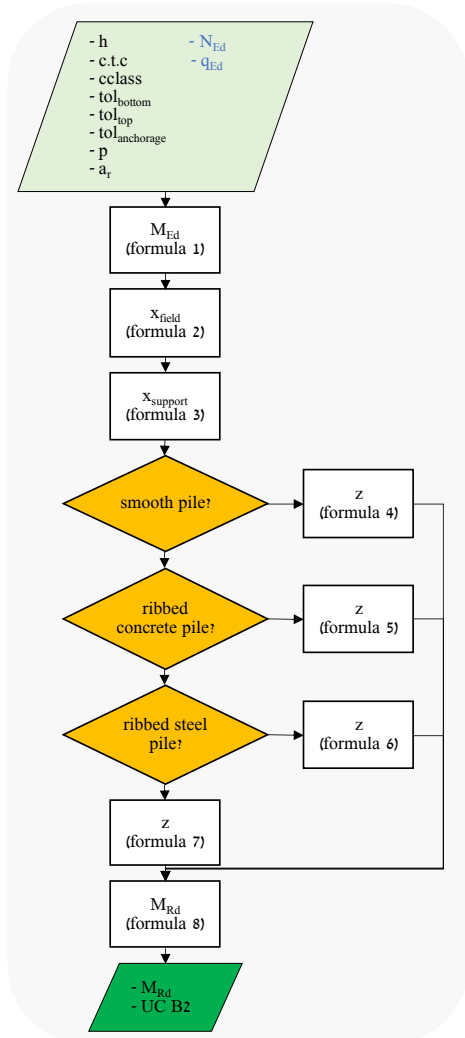 - h
- c.t.c
- cclass
- tol_bottom
- tol_top
- tol_anchorage
- p
- a_r
- N_Ed
- q_Ed
M_Ed
(formula 1)
x_field
(formula 2)
x_support
(formula 3)
smooth pile?
z
(formula 4)
ribbed
concrete pile?
z
(formula 5)
ribbed steel
pile?
z
(formula 6)
z
(formula 7)
M_Rd
(formula 8)
- M_Rd
- UC B2